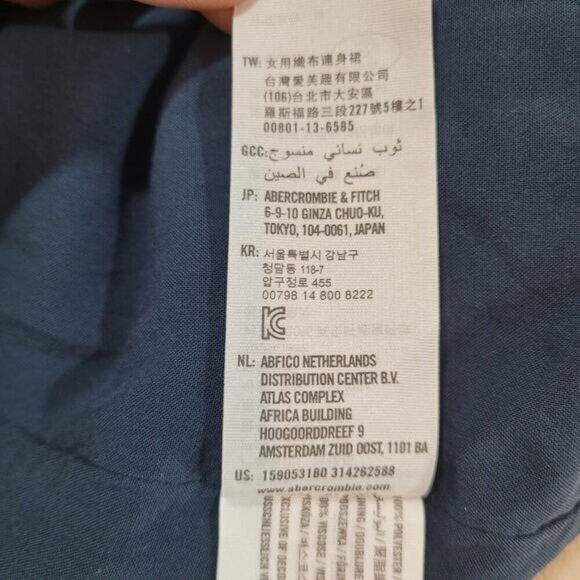 TW: 女用織布連身裙
台灣愛芙趣有限公司
(106)台北市大安區
羅斯福路三段227號5樓之1
00801-13-6585
GCC: ثوب نسائي منسوج
صُنع في الصين
JP: ABERCROMBIE & FITCH
6-9-10 GINZA CHUO-KU,
TOKYO, 104-0061, JAPAN
KR: 서울특별시 강남구
청담동 118-7
압구정로 455
00798 14 800 8222
NL: ABFICO NETHERLANDS
DISTRIBUTION CENTER B.V.
ATLAS COMPLEX
AFRICA BUILDING
HOOGOORDDREEF 9
AMSTERDAM ZUID OOST, 1101 BA
US: 159053180 314262588
www.abercrombie.com
100% POLYESTER